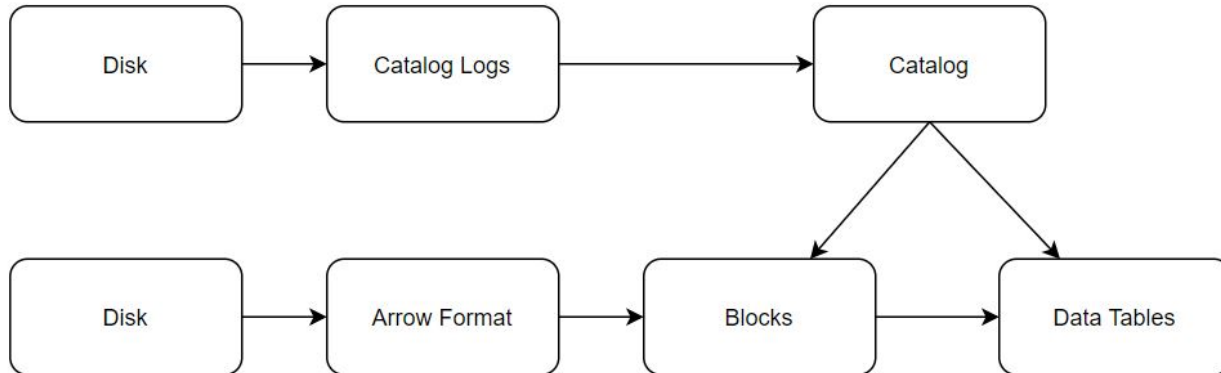 Disk
Catalog Logs
Catalog
Disk
Arrow Format
Blocks
Data Tables